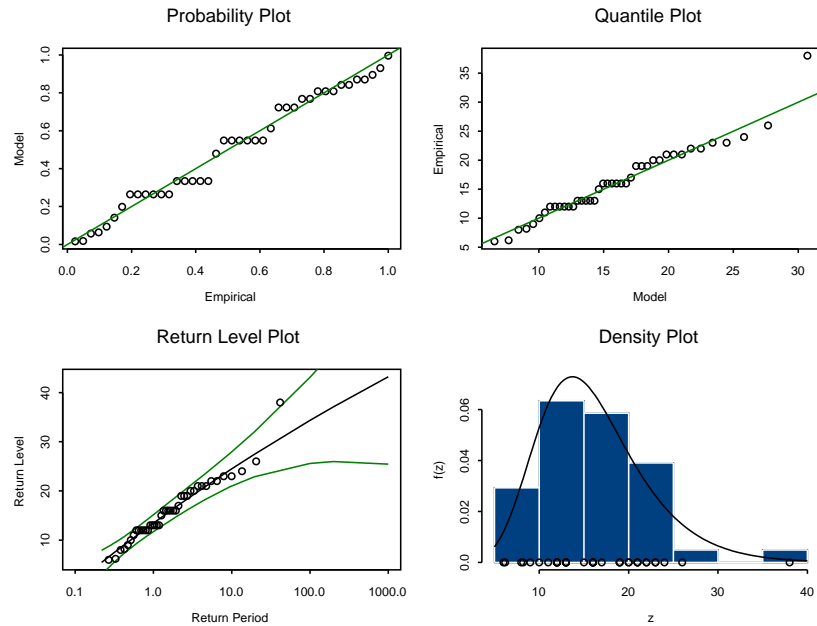 Probability Plot
Model
0.0 0.2 0.4 0.6 0.8 1.0
0.0 0.2 0.4 0.6 0.8 1.0
Empirical
Quantile Plot
Empirical
5 10 15 20 25 35
10 15 20 25 30
Model
Return Level Plot
Return Level
10 20 30 40
0.1 1.0 10.0 100.0 1000.0
Return Period
Density Plot
f(z)
0.0 0.02 0.04 0.06
10 20 30 40
z